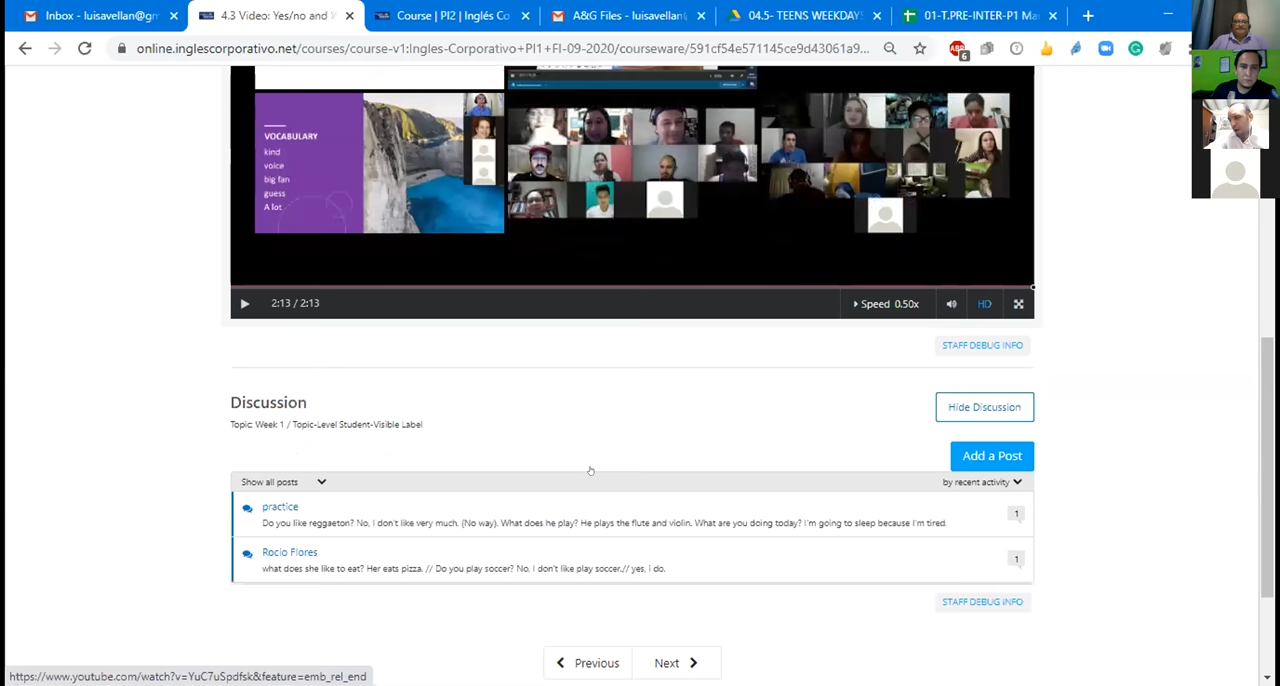 Inbox - luisavellan@gm
4.3 Video: Yes/no and
Course | PI2 | Inglés Co
A&G Files - luisavellan@
04.5- TEENS WEEKDAYS
01-T.PRE-INTER-P1 Ma
online.inglescorporativo.net/courses/course-v1:Ingles-Corporativo+PI1+FI-09-2020/courseware/591cf54e571145ce9d43061a9...
6
VOCABULARY
kind
voice
big fan
guess
A lot
2:13 / 2:13
Speed 0.50x
HD
STAFF DEBUG INFO
Discussion
Hide Discussion
Topic: Week 1 / Topic-Level Student-Visible Label
Add a Post
Show all posts
by recent activity
practice
Do you like reggaeton? No, I don't like very much. (No way). What does he play? He plays the flute and violin. What are you doing today? I'm going to sleep because I'm tired.
1
Rocio Flores
what does she like to eat? Her eats pizza. // Do you play soccer? No, I don't like play soccer.// yes, i do.
1
STAFF DEBUG INFO
Previous
Next
https://www.youtube.com/watch?v=YuC7uSpdfsk&feature=emb_rel_end